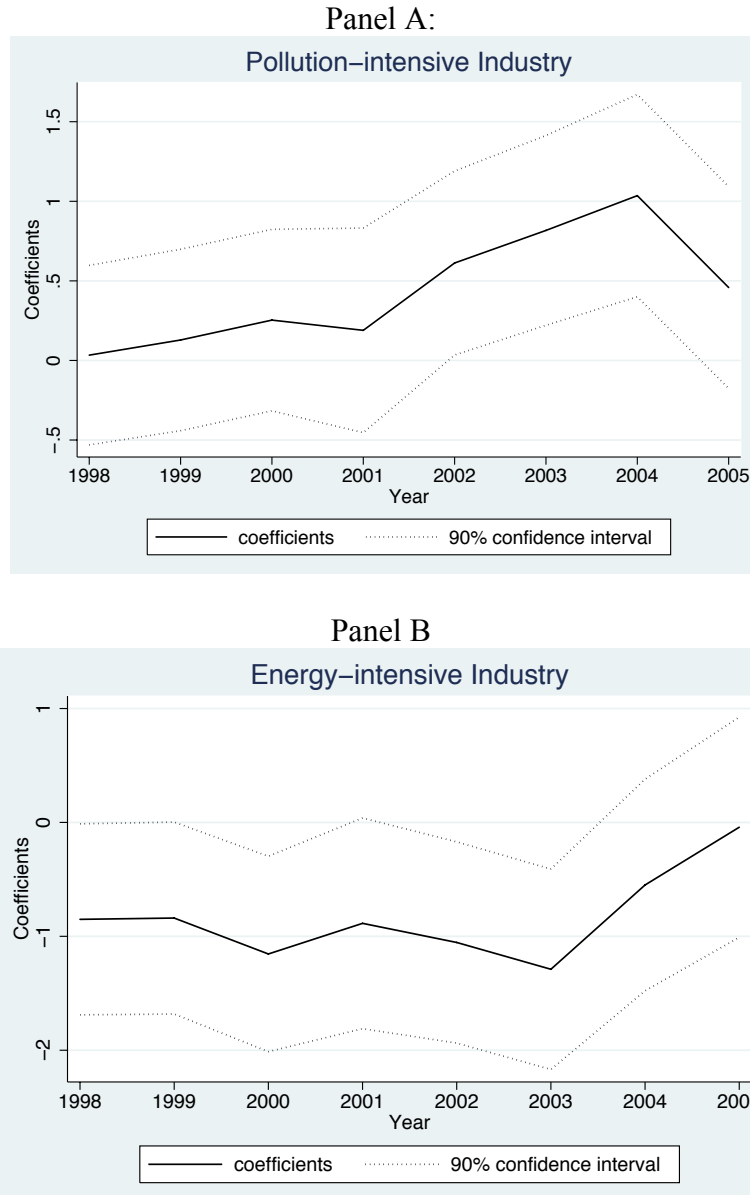 Panel A:
Pollution−intensive Industry
Coefficients
1.5
1
.5
0
−.5
1998 1999 2000 2001 2002 2003 2004 2005
Year
coefficients 90% confidence interval
Panel B
Energy−intensive Industry
Coefficients
1
0
−1
−2
1998 1999 2000 2001 2002 2003 2004 200
Year
coefficients 90% confidence interval